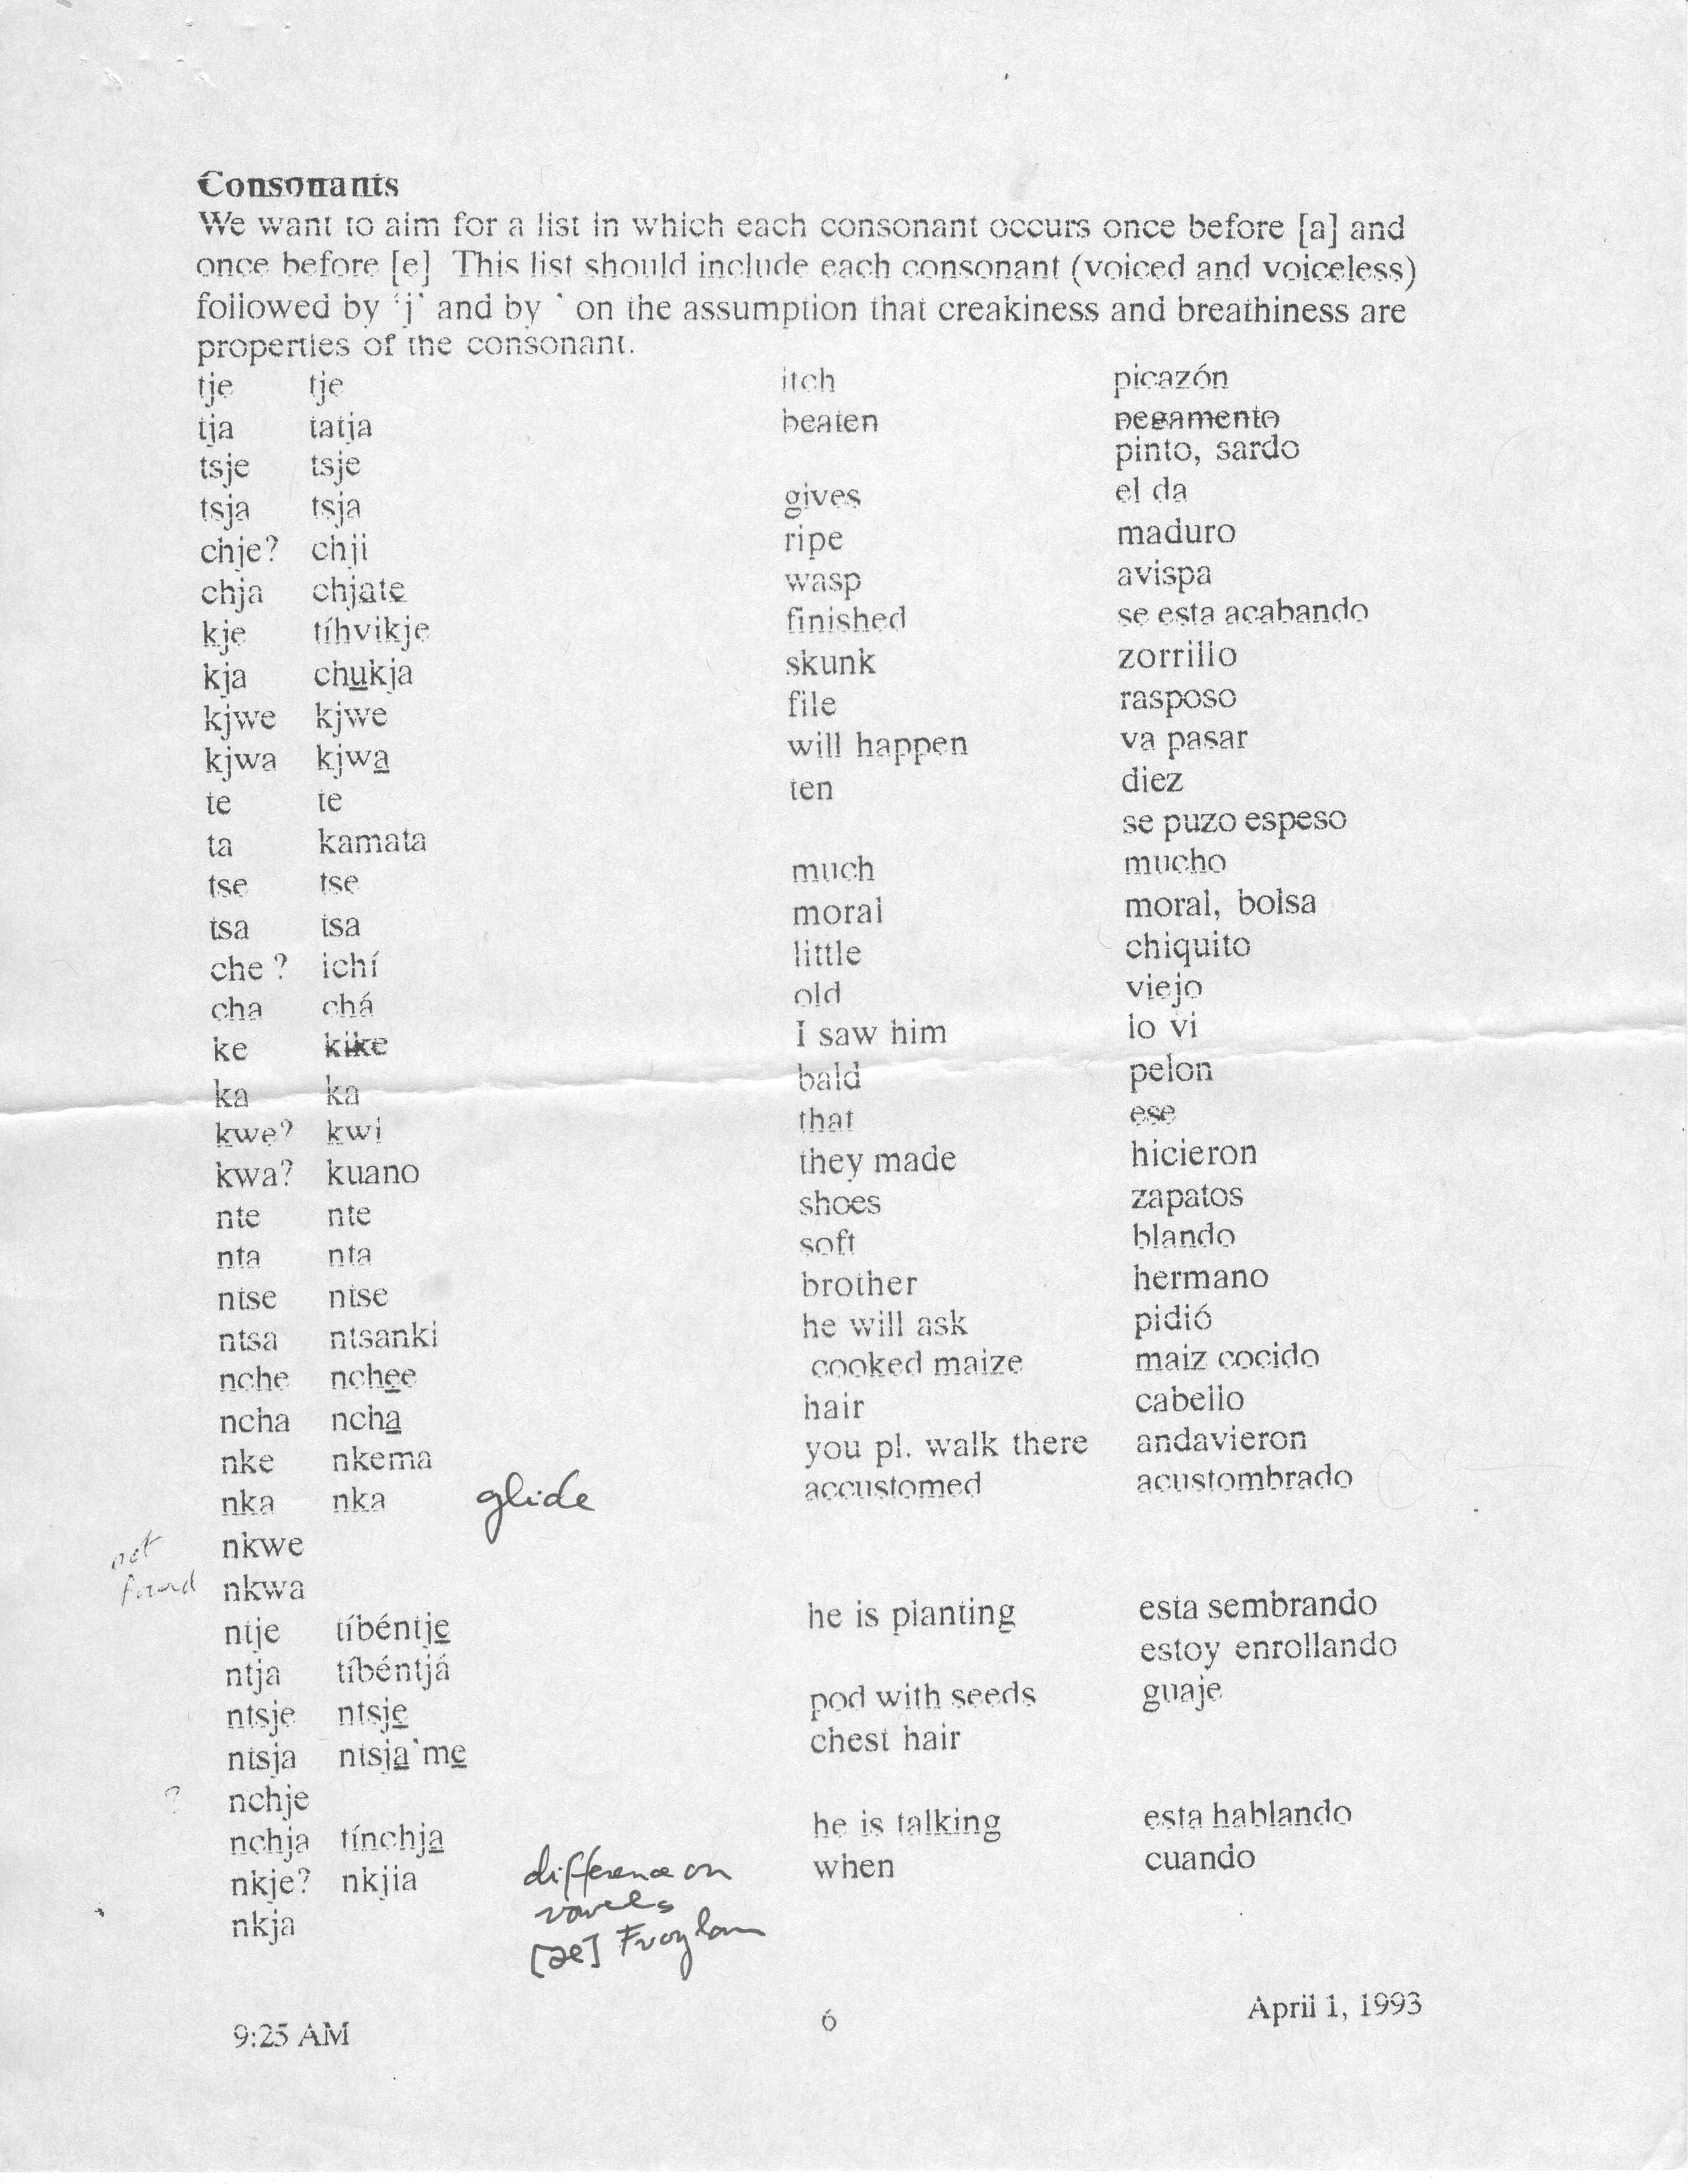 Consonants
We want to aim for a list in which each consonant occurs once before [a] and
once before [e] This list should include each consonant (voiced and voiceless)
followed by 'j' and by ' on the assumption that creakiness and breathiness are
properties of the consonant.
tje tje itch picazón
tja tatja beaten pegamento
tsje tsje pinto, sardo
tsja tsja gives el da
chje? chji ripe maduro
chja chjate wasp avispa
kje tíhvikje finished se esta acabando
kja chukja skunk zorrillo
kjwe kjwe file rasposo
kjwa kjwa will happen va pasar
te te ten diez
ta kamata se puzo espeso
tse tse much mucho
tsa tsa moral moral, bolsa
che ? ichí little chiquito
cha chá old viejo
ke kike I saw him lo vi
ka ka bald pelon
kwe? kwi that ese
kwa? kuano they made hicieron
nte nte shoes zapatos
nta nta soft blando
ntse ntse brother hermano
ntsa ntsanki he will ask pidió
nche nchee cooked maize maiz cocido
ncha ncha hair cabello
nke nkema you pl. walk there andavieron
nka nka glide accustomed acustombrado
not nkwe
found nkwa
ntje tíbéntje he is planting esta sembrando
ntja tíbéntjá estoy enrollando
ntsje ntsje pod with seeds guaje
ntsja ntsja'me chest hair
? nchje
nchja tínchja he is talking esta hablando
nkje? nkjia difference on when cuando
vowels
nkja [æ] Froylan
9:25 AM 6 April 1, 1993